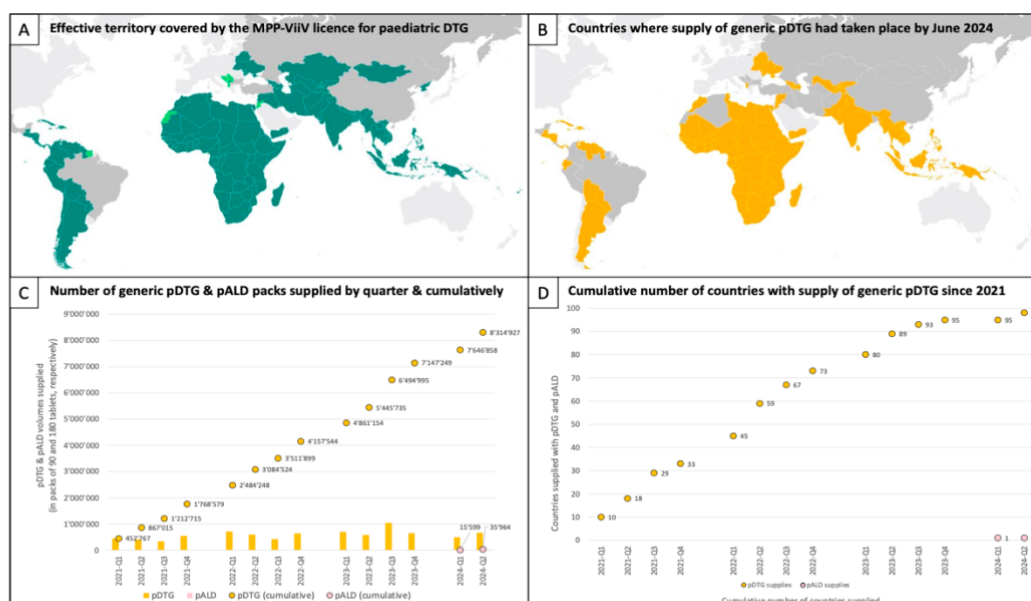 A
Effective territory covered by the MPP-ViiV licence for paediatric DTG
B
Countries where supply of generic pDTG had taken place by June 2024
C
Number of generic pDTG & pALD packs supplied by quarter & cumulatively
pDTG & pALD volumes supplied
(in packs of 90 and 180 tablets, respectively)
9'000'000
8'000'000
7'000'000
6'000'000
5'000'000
4'000'000
3'000'000
2'000'000
1'000'000
0
452'767
867'015
1'212'715
1'768'579
2'484'248
3'084'524
3'511'899
4'157'544
4'861'154
5'445'735
6'494'995
7'147'249
7'646'858
8'314'927
15'599
35'964
2021-Q1
2021-Q2
2021-Q3
2021-Q4
2022-Q1
2022-Q2
2022-Q3
2022-Q4
2023-Q1
2023-Q2
2023-Q3
2023-Q4
2024-Q1
2024-Q2
pDTG
pALD
pDTG (cumulative)
pALD (cumulative)
D
Cumulative number of countries with supply of generic pDTG since 2021
Countries supplied with pDTG and pALD
100
90
80
70
60
50
40
30
20
10
0
10
18
29
33
45
59
67
73
80
89
93
95
95
1
2021-Q1
2021-Q2
2021-Q3
2021-Q4
2022-Q1
2022-Q2
2022-Q3
2022-Q4
2023-Q1
2023-Q2
2023-Q3
2023-Q4
2024-Q1
2024-Q2
pDTG supplies
pALD supplies
Cumulative number of countries supplied